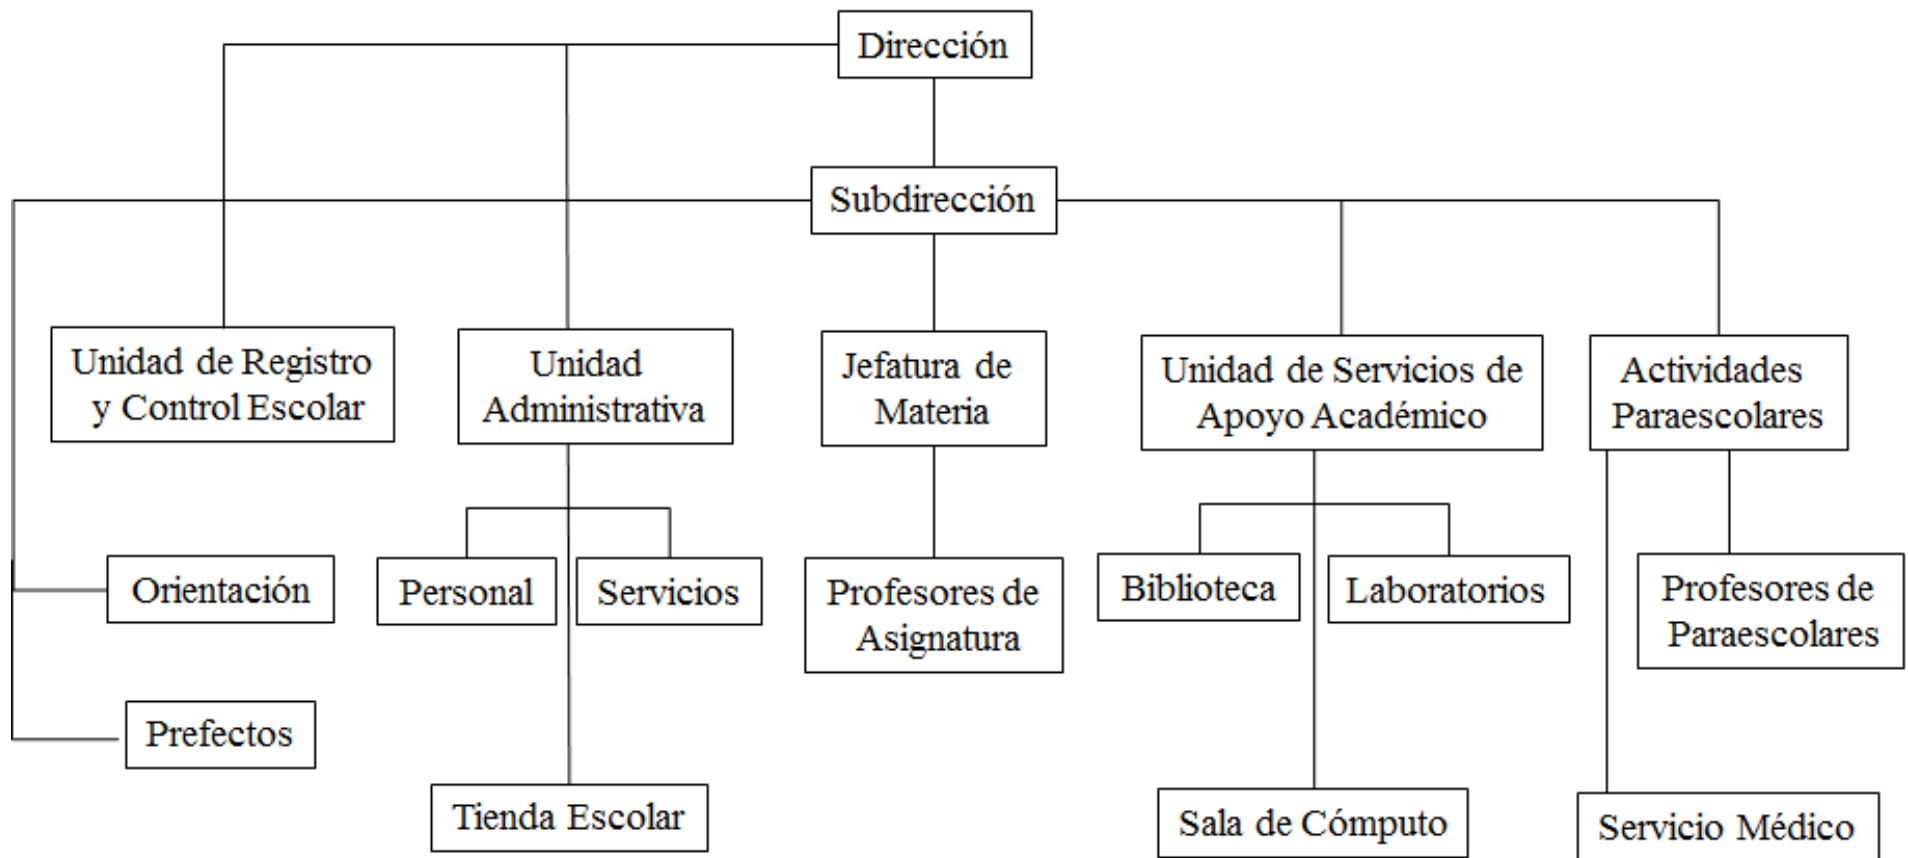 Dirección
Subdirección
Unidad de Registro
y Control Escolar
Unidad
Administrativa
Jefatura de
Materia
Unidad de Servicios de
Apoyo Académico
Actividades
Paraescolares
Orientación
Personal
Servicios
Profesores de
Asignatura
Biblioteca
Laboratorios
Profesores de
Paraescolares
Prefectos
Tienda Escolar
Sala de Cómputo
Servicio Médico